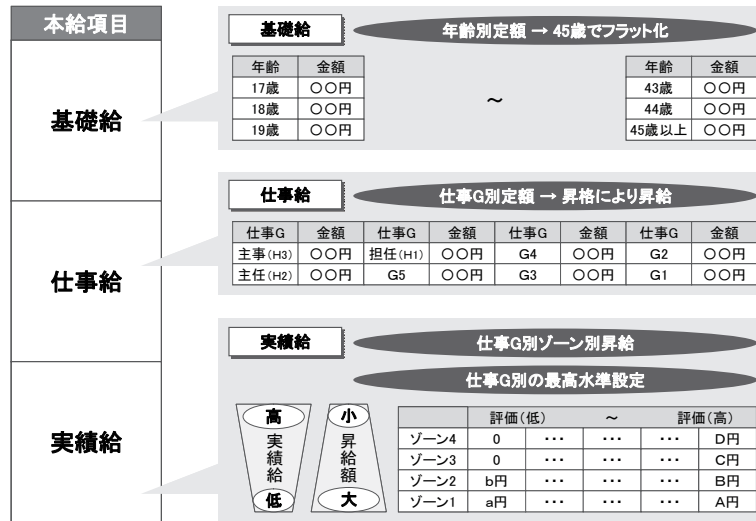 本給項目
基礎給
仕事給
実績給
基礎給
年齢別定額 → 45歳でフラット化
年齢 金額
17歳 〇〇円
18歳 〇〇円
19歳 〇〇円
～
年齢 金額
43歳 〇〇円
44歳 〇〇円
45歳以上 〇〇円
仕事給
仕事G別定額 → 昇格により昇給
仕事G 金額 仕事G 金額 仕事G 金額 仕事G 金額
主事(H3) 〇〇円 担任(H1) 〇〇円 G4 〇〇円 G2 〇〇円
主任(H2) 〇〇円 G5 〇〇円 G3 〇〇円 G1 〇〇円
実績給
仕事G別ゾーン別昇給
仕事G別の最高水準設定
高
実績給
低
小
昇給額
大
評価(低) ～ 評価(高)
ゾーン4 0 … … … D円
ゾーン3 0 … … … C円
ゾーン2 b円 … … … B円
ゾーン1 a円 … … … A円